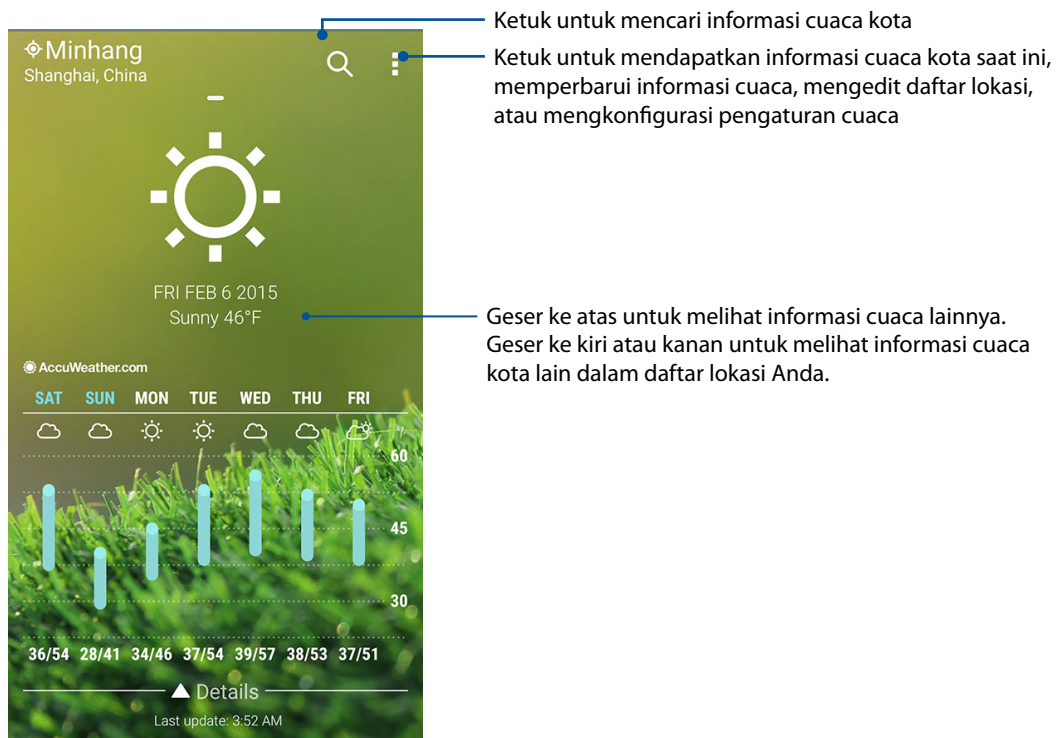 Ketuk untuk mencari informasi cuaca kota
Ketuk untuk mendapatkan informasi cuaca kota saat ini,
memperbarui informasi cuaca, mengedit daftar lokasi,
atau mengkonfigurasi pengaturan cuaca
Minhang
Shanghai, China
FRI FEB 6 2015
Sunny 46°F
Geser ke atas untuk melihat informasi cuaca lainnya.
Geser ke kiri atau kanan untuk melihat informasi cuaca
kota lain dalam daftar lokasi Anda.
AccuWeather.com
SAT SUN MON TUE WED THU FRI
60
45
30
36/54 28/41 34/46 37/54 39/57 38/53 37/51
Details
Last update: 3:52 AM